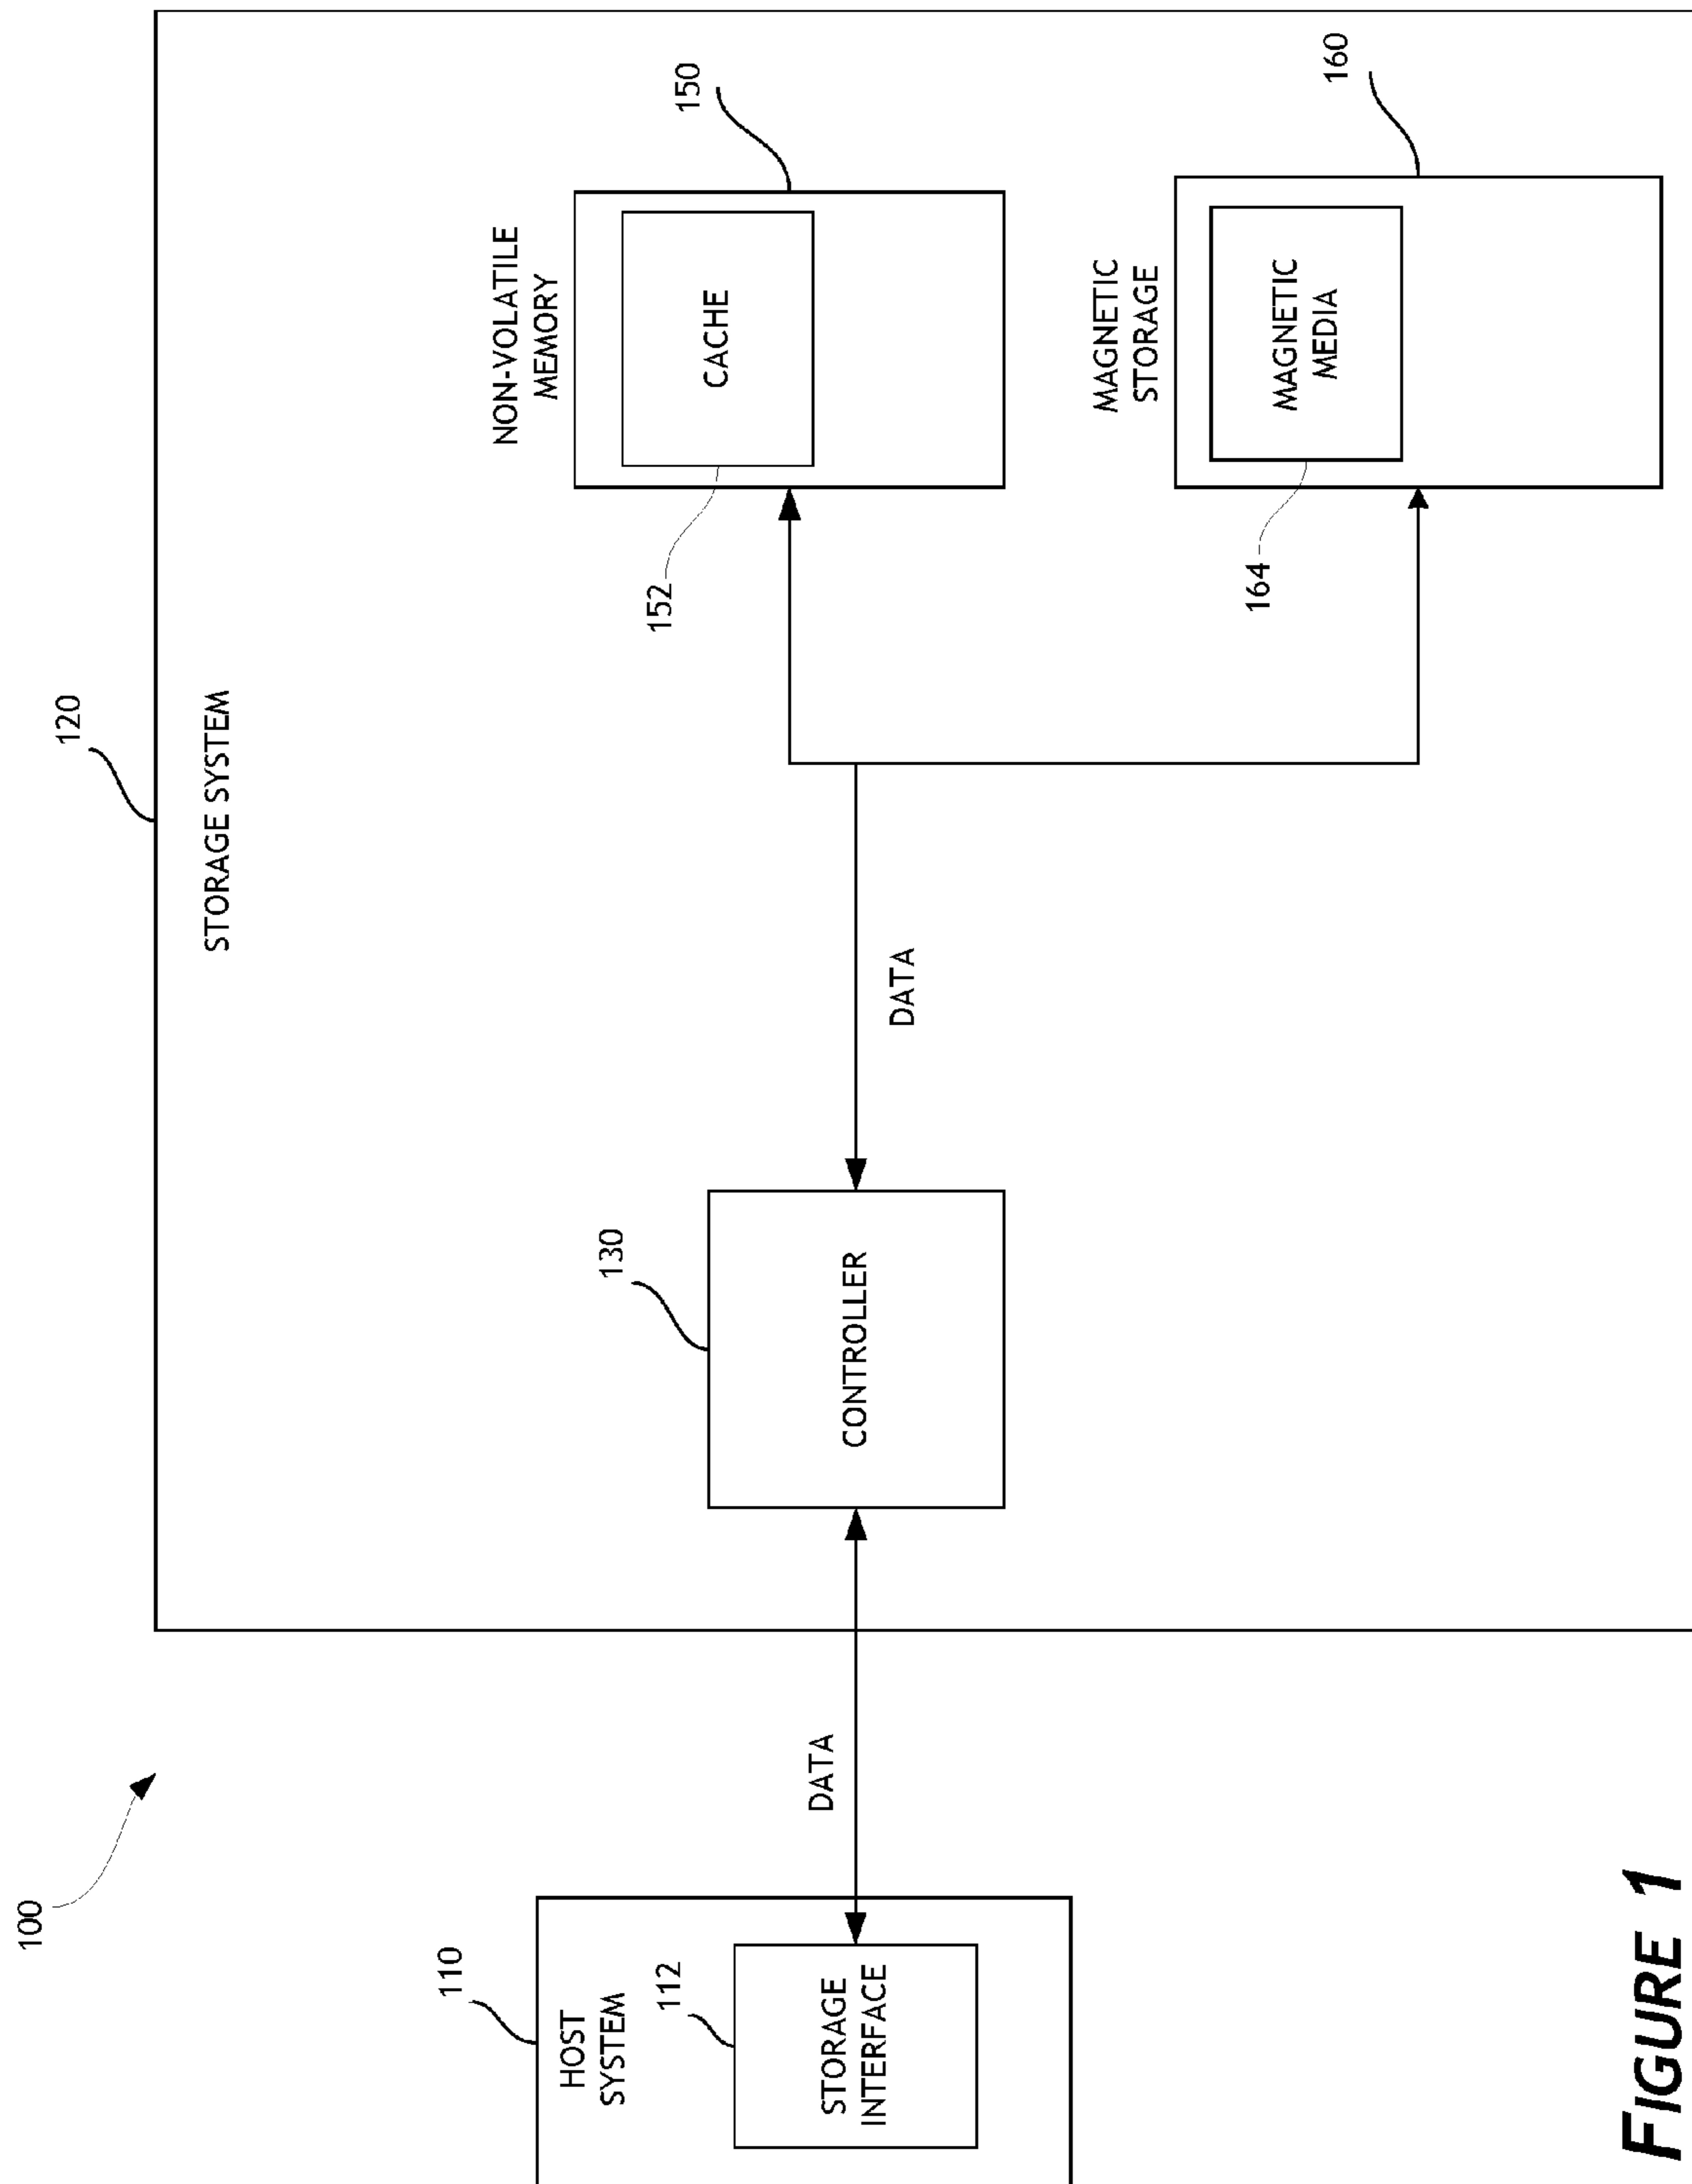 100
120
STORAGE SYSTEM
110
HOST
SYSTEM
112
STORAGE
INTERFACE
DATA
130
CONTROLLER
DATA
NON-VOLATILE
MEMORY
150
CACHE
152
MAGNETIC
STORAGE
160
MAGNETIC
MEDIA
164
FIGURE 1